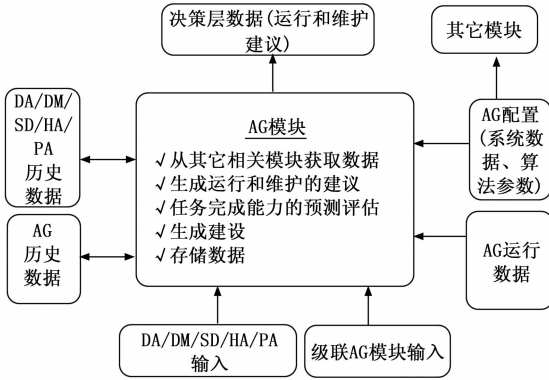 决策层数据(运行和维护
建议)
其它模块
DA/DM/
SD/HA/
PA
历史
数据
AG
历史
数据
AG模块
√从其它相关模块获取数据
√生成运行和维护的建议
√任务完成能力的预测评估
√生成建设
√存储数据
AG配置
(系统数
据、算
法参数)
AG运行
数据
DA/DM/SD/HA/PA
输入
级联AG模块输入